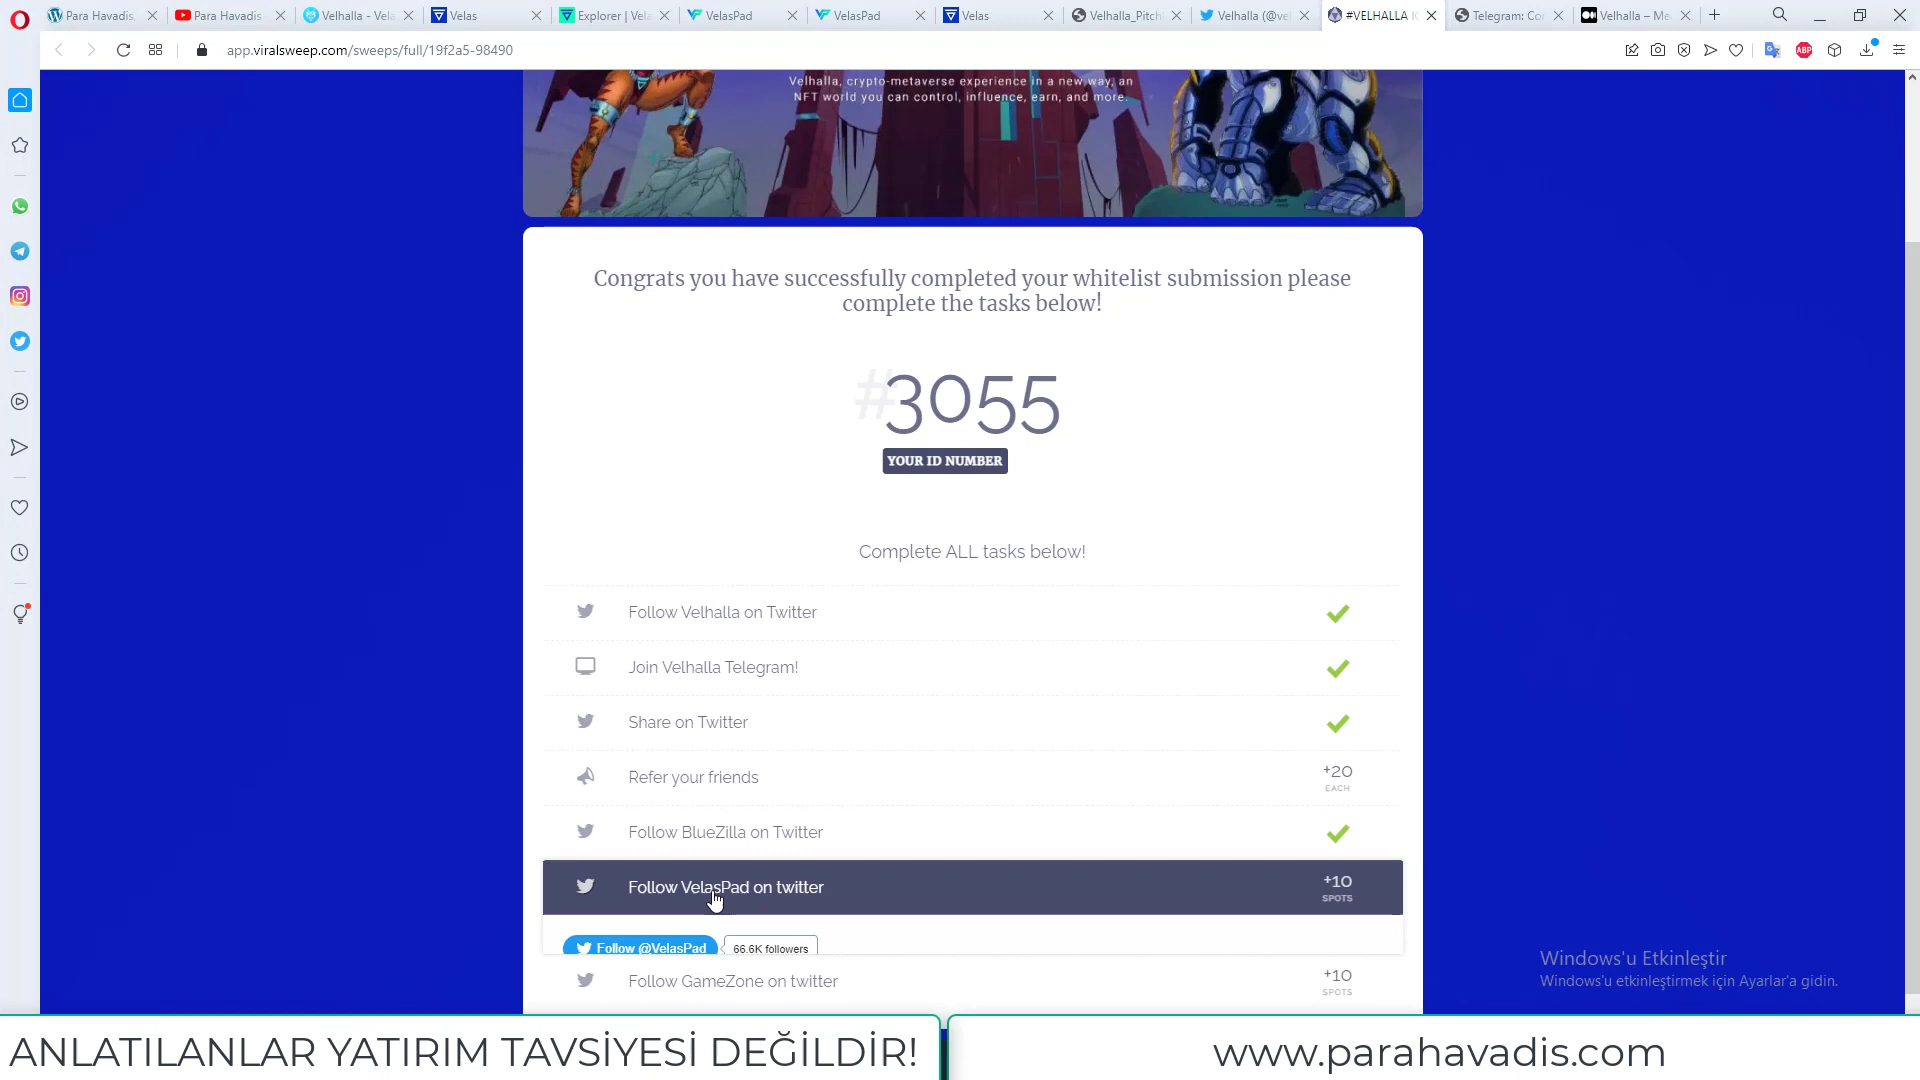 Para Havadis,
Para Havadis
Velhalla - Vela
Velas
Explorer | Vela
VelasPad
VelasPad
Velas
Velhalla_Pitch
Velhalla (@vel
#VELHALLA I
Telegram: Co
Velhalla – Me
app.viralsweep.com/sweeps/full/19f2a5-98490
ABP
Velhalla, crypto-metaverse experience in a new way, an
NFT world you can control, influence, earn, and more.
Congrats you have successfully completed your whitelist submission please
complete the tasks below!
#3055
YOUR ID NUMBER
Complete ALL tasks below!
Follow Velhalla on Twitter
Join Velhalla Telegram!
Share on Twitter
Refer your friends
+20
EACH
Follow BlueZilla on Twitter
Follow VelasPad on twitter
+10
SPOTS
Follow @VelasPad
66.6K followers
Follow GameZone on twitter
+10
SPOTS
Windows'u Etkinleştir
Windows'u etkinleştirmek için Ayarlar'a gidin.
ANLATILANLAR YATIRIM TAVSİYESİ DEĞİLDİR!
www.parahavadis.com